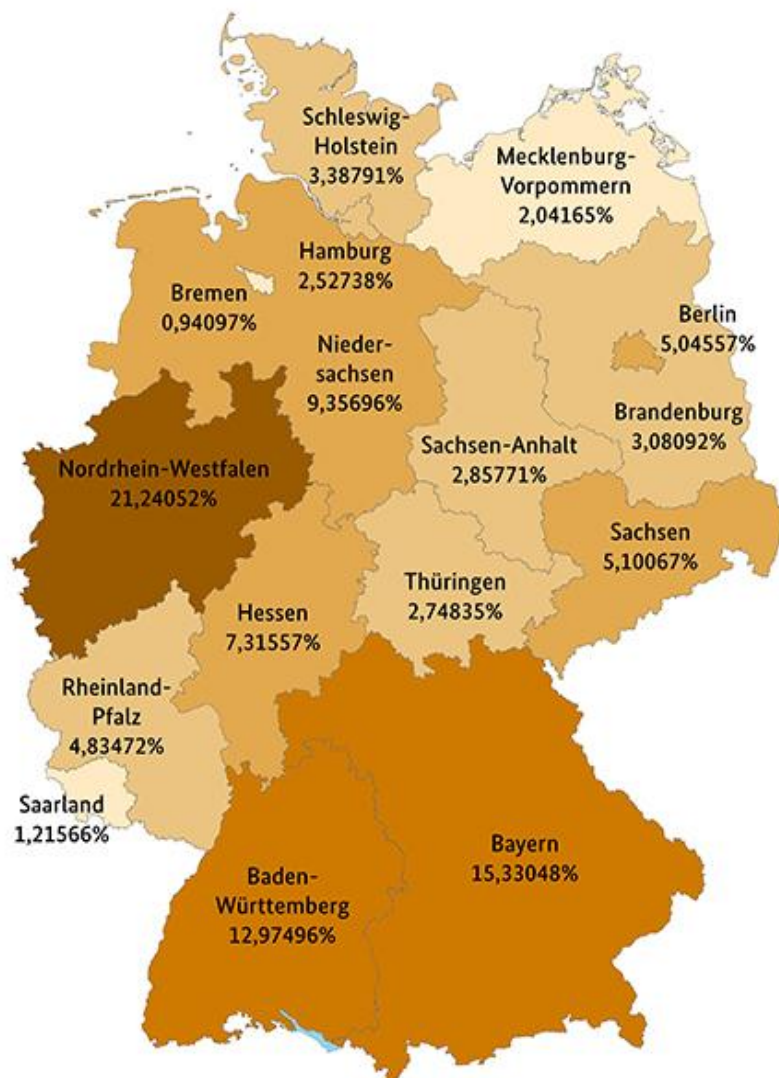 Schleswig-
Holstein
3,38791%
Mecklenburg-
Vorpommern
2,04165%
Hamburg
2,52738%
Bremen
0,94097%
Berlin
5,04557%
Nieder-
sachsen
9,35696%
Brandenburg
3,08092%
Sachsen-Anhalt
2,85771%
Nordrhein-Westfalen
21,24052%
Sachsen
5,10067%
Thüringen
2,74835%
Hessen
7,31557%
Rheinland-
Pfalz
4,83472%
Saarland
1,21566%
Bayern
15,33048%
Baden-
Württemberg
12,97496%